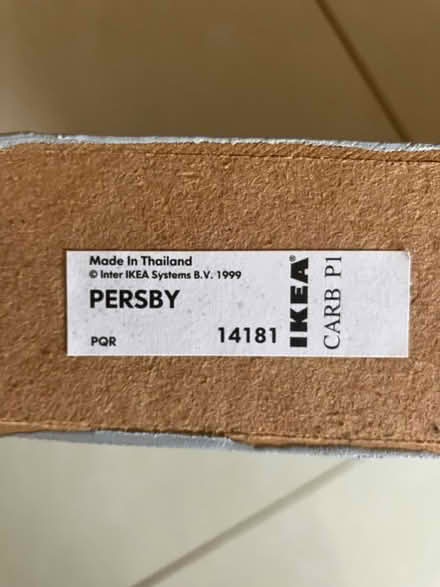 Made In Thailand
© Inter IKEA Systems B.V. 1999
PERSBY
PQR
14181
IKEA®
CARB P1